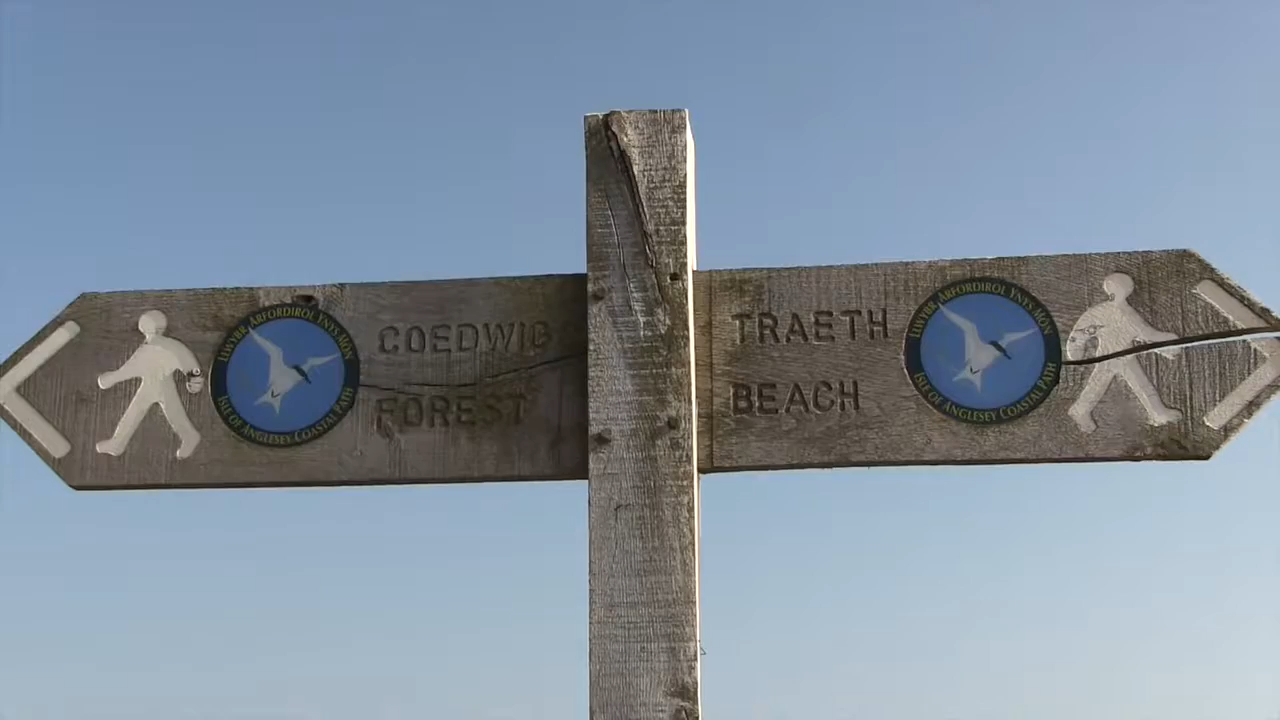 COEDWIG
FOREST
LLWYBR ARFORDIROL YNYS MÔN
ISLE OF ANGLESEY COASTAL PATH
TRAETH
BEACH
LLWYBR ARFORDIROL YNYS MÔN
ISLE OF ANGLESEY COASTAL PATH